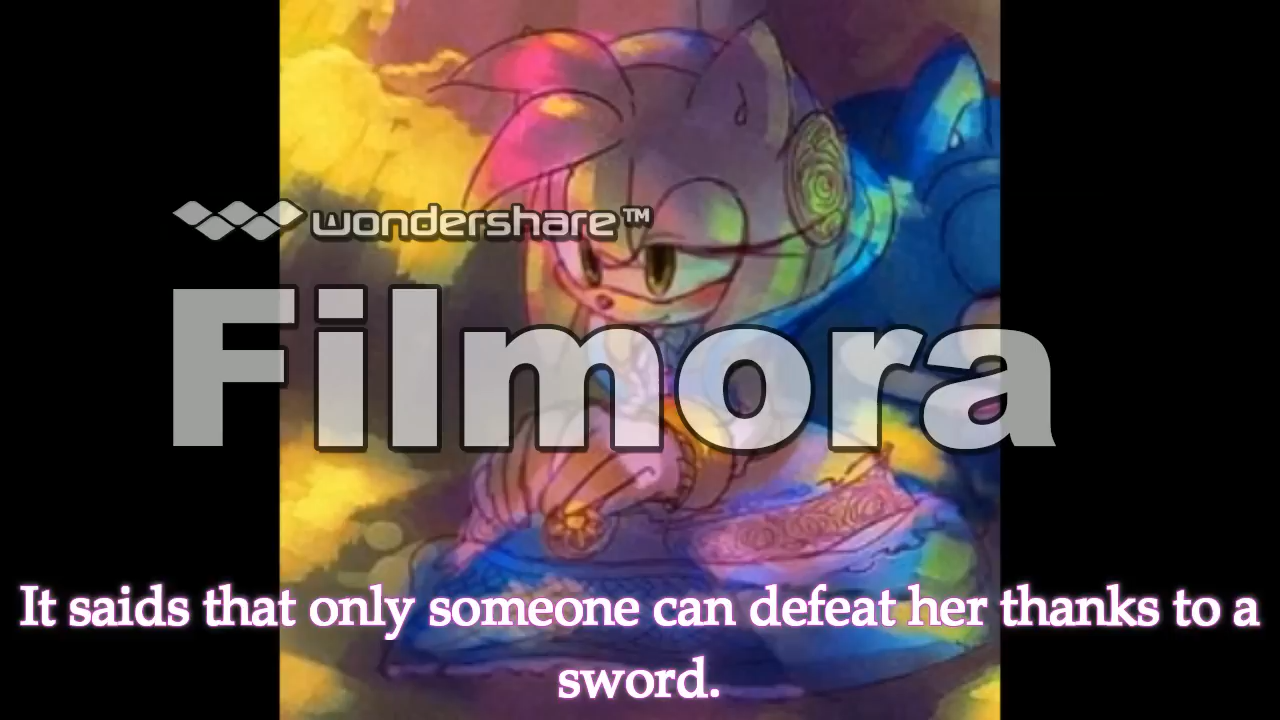 wondershare™
Filmora
It saids that only someone can defeat her thanks to a
sword.